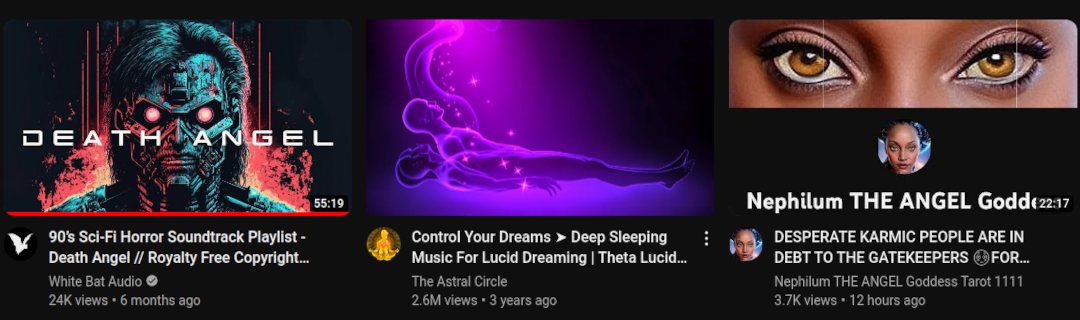 DEATH ANGEL
55:19
90's Sci-Fi Horror Soundtrack Playlist -
Death Angel // Royalty Free Copyright...
White Bat Audio
24K views • 6 months ago
Control Your Dreams ➤ Deep Sleeping
Music For Lucid Dreaming | Theta Lucid...
The Astral Circle
2.6M views • 3 years ago
Nephilum THE ANGEL Godde
22:17
DESPERATE KARMIC PEOPLE ARE IN
DEBT TO THE GATEKEEPERS FOR...
Nephilum THE ANGEL Goddess Tarot 1111
3.7K views • 12 hours ago